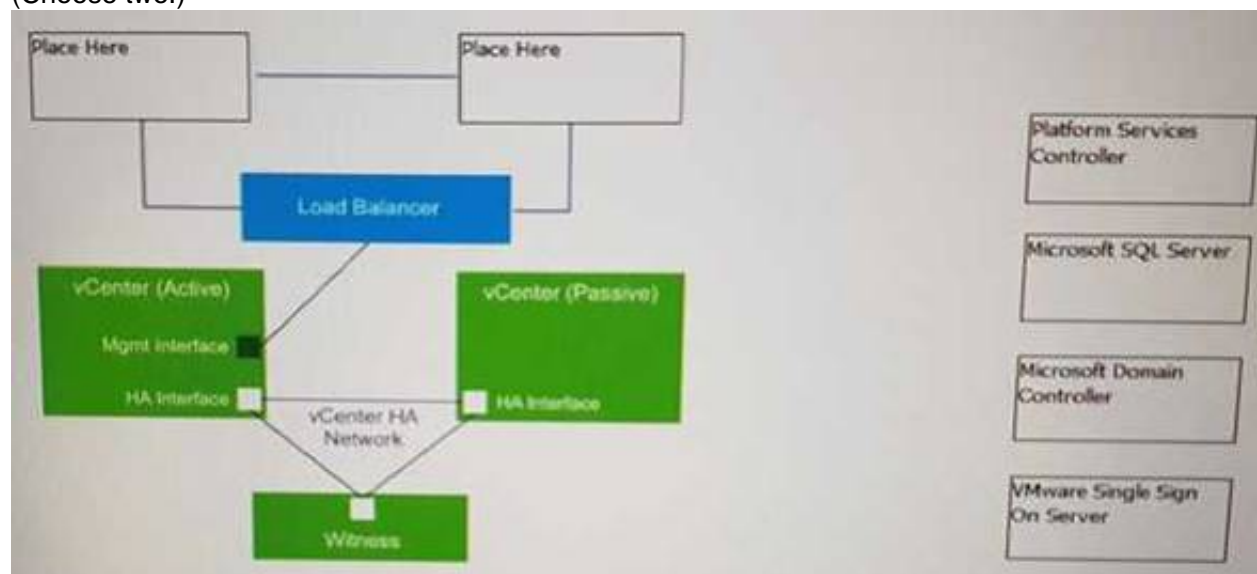 (Choose two.)
Place Here
Place Here
Platform Services
Controller
Load Balancer
Microsoft SQL Server
vCenter (Active)
vCenter (Passive)
Mgmt Interface
Microsoft Domain
Controller
HA Interface
HA Interface
vCenter HA
Network
VMware Single Sign
On Server
Witness